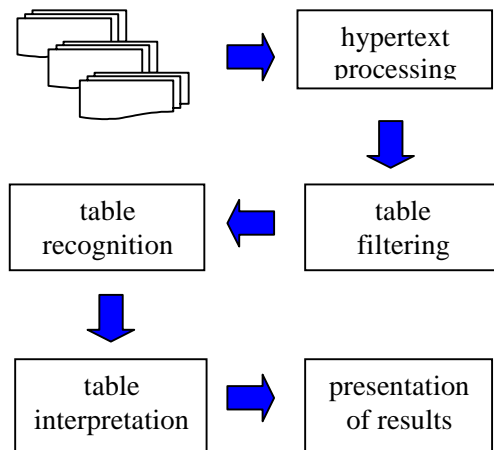 hypertext
processing
table
filtering
table
recognition
table
interpretation
presentation
of results